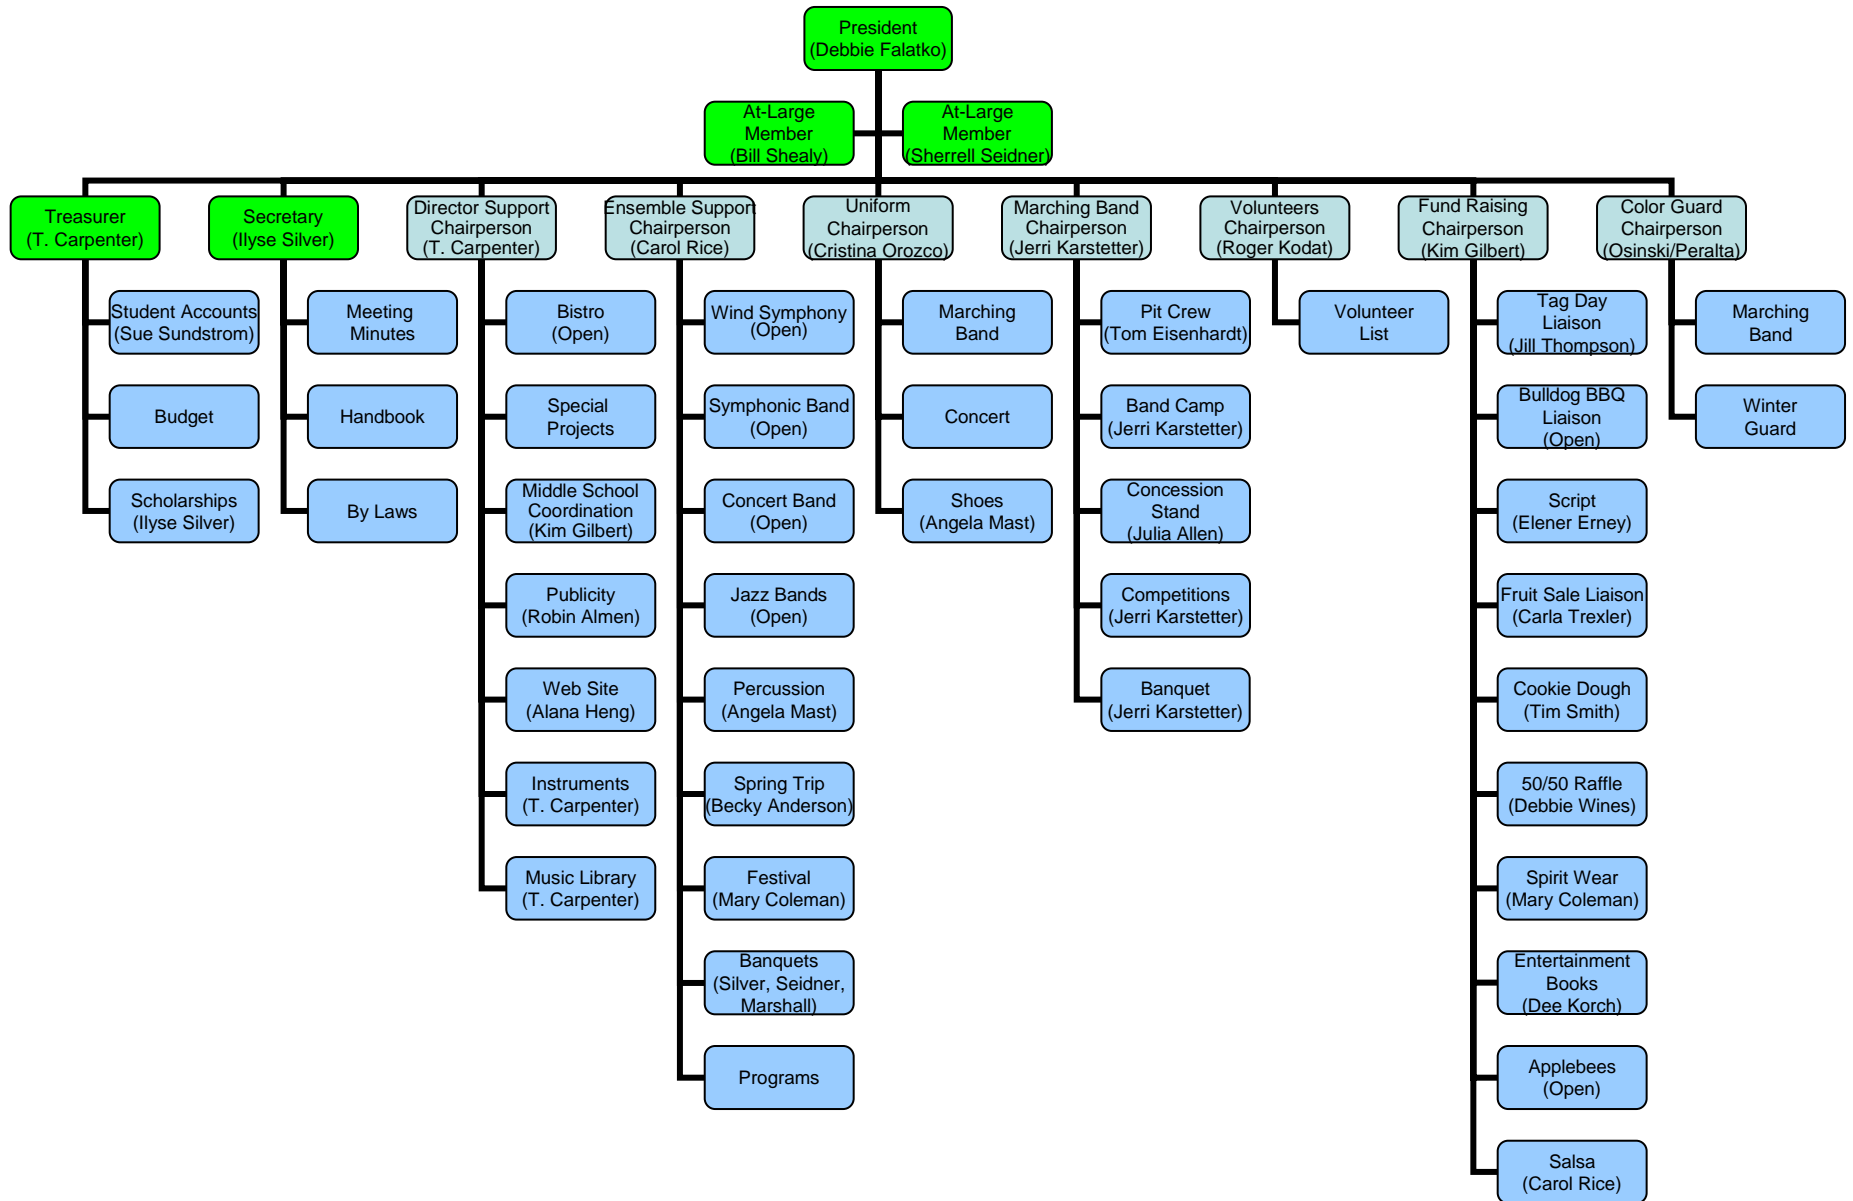 President
(Debbie Falatko)
At-Large
Member
(Bill Shealy)
At-Large
Member
(Sherrell Seidner)
Treasurer
(T. Carpenter)
Secretary
(Ilyse Silver)
Director Support
Chairperson
(T. Carpenter)
Ensemble Support
Chairperson
(Carol Rice)
Uniform
Chairperson
(Cristina Orozco)
Marching Band
Chairperson
(Jerri Karstetter)
Volunteers
Chairperson
(Roger Kodat)
Fund Raising
Chairperson
(Kim Gilbert)
Color Guard
Chairperson
(Osinski/Peralta)
Student Accounts
(Sue Sundstrom)
Budget
Scholarships
(Ilyse Silver)
Meeting
Minutes
Handbook
By Laws
Bistro
(Open)
Special
Projects
Middle School
Coordination
(Kim Gilbert)
Publicity
(Robin Almen)
Web Site
(Alana Heng)
Instruments
(T. Carpenter)
Music Library
(T. Carpenter)
Wind Symphony
(Open)
Symphonic Band
(Open)
Concert Band
(Open)
Jazz Bands
(Open)
Percussion
(Angela Mast)
Spring Trip
(Becky Anderson)
Festival
(Mary Coleman)
Banquets
(Silver, Seidner,
Marshall)
Programs
Marching
Band
Concert
Shoes
(Angela Mast)
Pit Crew
(Tom Eisenhardt)
Band Camp
(Jerri Karstetter)
Concession
Stand
(Julia Allen)
Competitions
(Jerri Karstetter)
Banquet
(Jerri Karstetter)
Volunteer
List
Tag Day
Liaison
(Jill Thompson)
Bulldog BBQ
Liaison
(Open)
Script
(Elener Erney)
Fruit Sale Liaison
(Carla Trexler)
Cookie Dough
(Tim Smith)
50/50 Raffle
(Debbie Wines)
Spirit Wear
(Mary Coleman)
Entertainment
Books
(Dee Korch)
Applebees
(Open)
Salsa
(Carol Rice)
Marching
Band
Winter
Guard